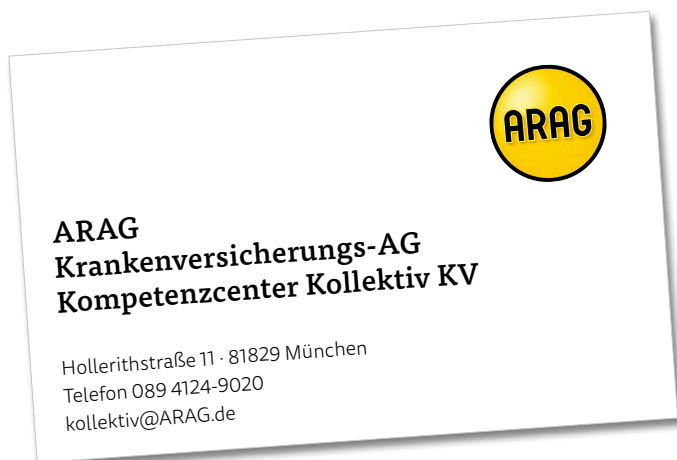 ARAG
ARAG
Krankenversicherungs-AG
Kompetenzcenter Kollektiv KV
Hollerithstraße 11 · 81829 München
Telefon 089 4124-9020
kollektiv@ARAG.de